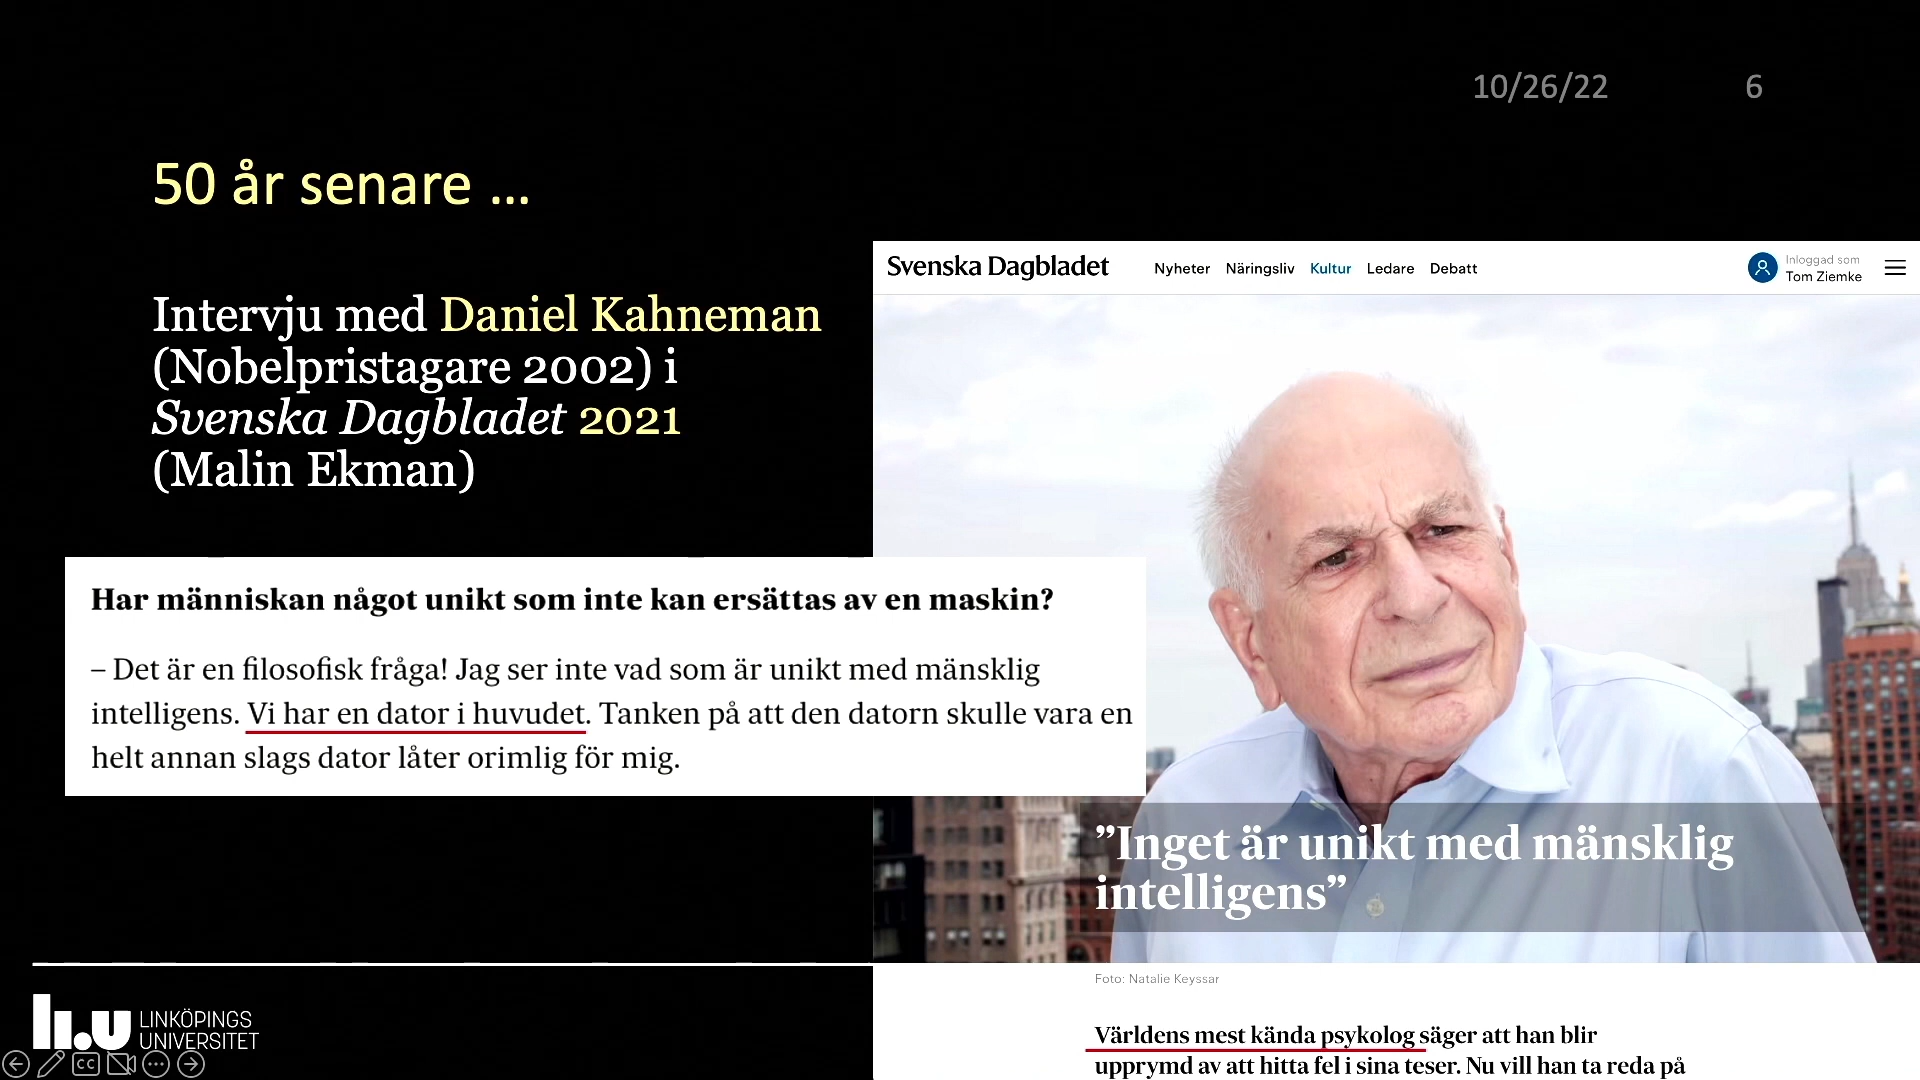 10/26/22 6
50 år senare ...
Intervju med Daniel Kahneman
(Nobelpristagare 2002) i
Svenska Dagbladet 2021
(Malin Ekman)
Svenska Dagbladet Nyheter Näringsliv Kultur Ledare Debatt
Inloggad som
Tom Ziemke
Har människan något unikt som inte kan ersättas av en maskin?
– Det är en filosofisk fråga! Jag ser inte vad som är unikt med mänsklig
intelligens. Vi har en dator i huvudet. Tanken på att den datorn skulle vara en
helt annan slags dator låter orimlig för mig.
”Inget är unikt med mänsklig
intelligens”
Foto: Natalie Keyssar
Världens mest kända psykolog säger att han blir
upprymd av att hitta fel i sina teser. Nu vill han ta reda på
li.u LINKÖPINGS
UNIVERSITET
CC